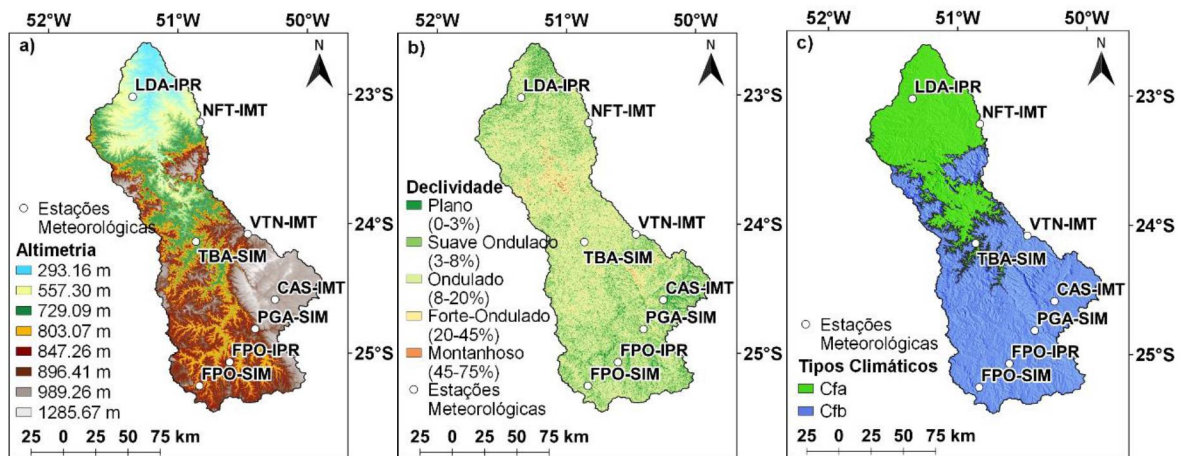 52°W 51°W 50°W
a)
N
LDA-IPR
23°S
NFT-IMT
Estações
Meteorológicas
VTN-IMT
24°S
TBA-SIM
Altimetria
293.16 m
557.30 m
729.09 m
803.07 m
847.26 m
896.41 m
989.26 m
1285.67 m
CAS-IMT
PGA-SIM
FPO-IPR
25°S
FPO-SIM
25 0 25 50 75 km
52°W 51°W 50°W
b)
N
LDA-IPR
23°S
NFT-IMT
Declividade
Plano
(0-3%)
Suave Ondulado
(3-8%)
Ondulado
(8-20%)
Forte-Ondulado
(20-45%)
Montanhoso
(45-75%)
Estações
Meteorológicas
VTN-IMT
24°S
TBA-SIM
CAS-IMT
PGA-SIM
FPO-IPR
25°S
FPO-SIM
25 0 25 50 75 km
52°W 51°W 50°W
c)
N
LDA-IPR
23°S
NFT-IMT
VTN-IMT
24°S
TBA-SIM
CAS-IMT
PGA-SIM
Estações
Meteorológicas
FPO-IPR
25°S
FPO-SIM
Tipos Climáticos
Cfa
Cfb
25 0 25 50 75 km